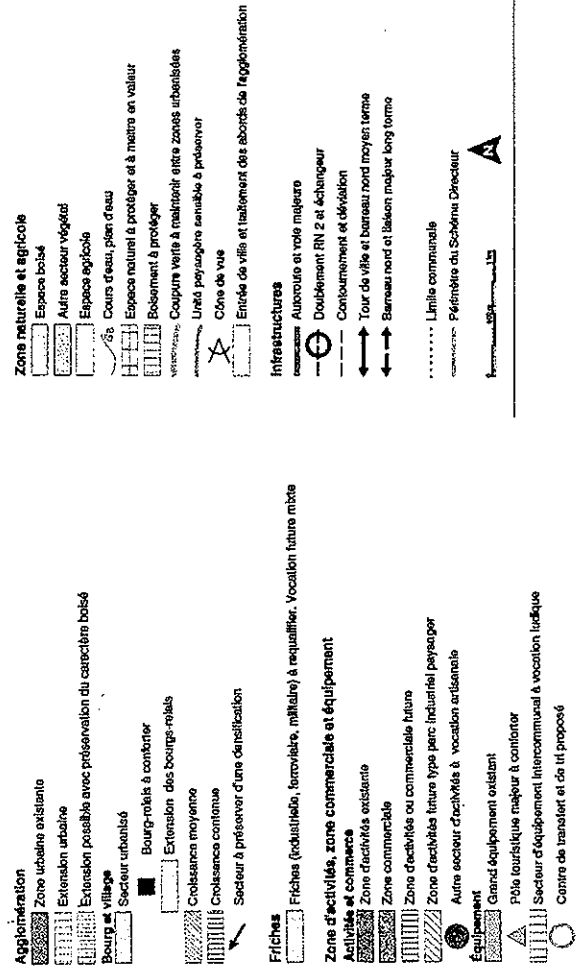 Agglomération
Zone urbaine existante
Extension urbaine
Extension possible avec préservation du caractère boisé
Bourg et village
Secteur urbanisé
Bourg-relais à conforter
Extension des bourgs-relais
Croissance moyenne
Croissance contenue
Secteur à préserver d'une densification
Friches
Friches (industrielle, ferroviaire, militaire) à requalifier. Vocation future mixte
Zone d'activités, zone commerciale et équipement
Activités et commerce
Zone d'activités existante
Zone commerciale
Zone d'activités ou commerciale future
Zone d'activités future type parc industriel paysager
Autre secteur d'activités à vocation artisanale
Équipement
Grand équipement existant
Pôle touristique majeur à conforter
Secteur d'équipement intercommunal à vocation ludique
Centre de transfert et de tri proposé
Zone naturelle et agricole
Espace boisé
Autre secteur végétal
Espace agricole
Cours d'eau, plan d'eau
Espace naturel à protéger et à mettre en valeur
Boisement à protéger
Coupure verte à maintenir entre zones urbanisées
Unité paysagère sensible à préserver
Cône de vue
Entrée de ville et traitement des abords de l'agglomération
Infrastructures
Autoroute et voie majeure
Doublement RN 2 et échangeur
Contournement et déviation
Tour de ville et barreau nord moyen terme
Barreau nord et liaison majeur long terme
Limite communale
Périmètre du Schéma Directeur
N